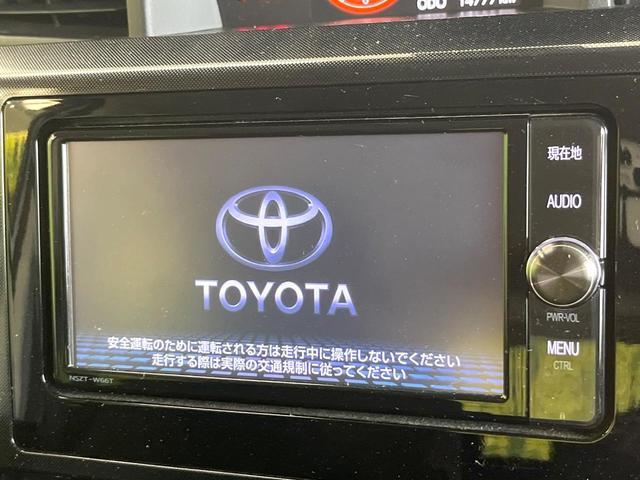 ODO
現在地
AUDIO
TOYOTA
PWR•VOL
安全運転のために運転される方は走行中に操作しないでください
走行する際は実際の交通規制に従ってください
MENU
CTRL
NSZT-W66T